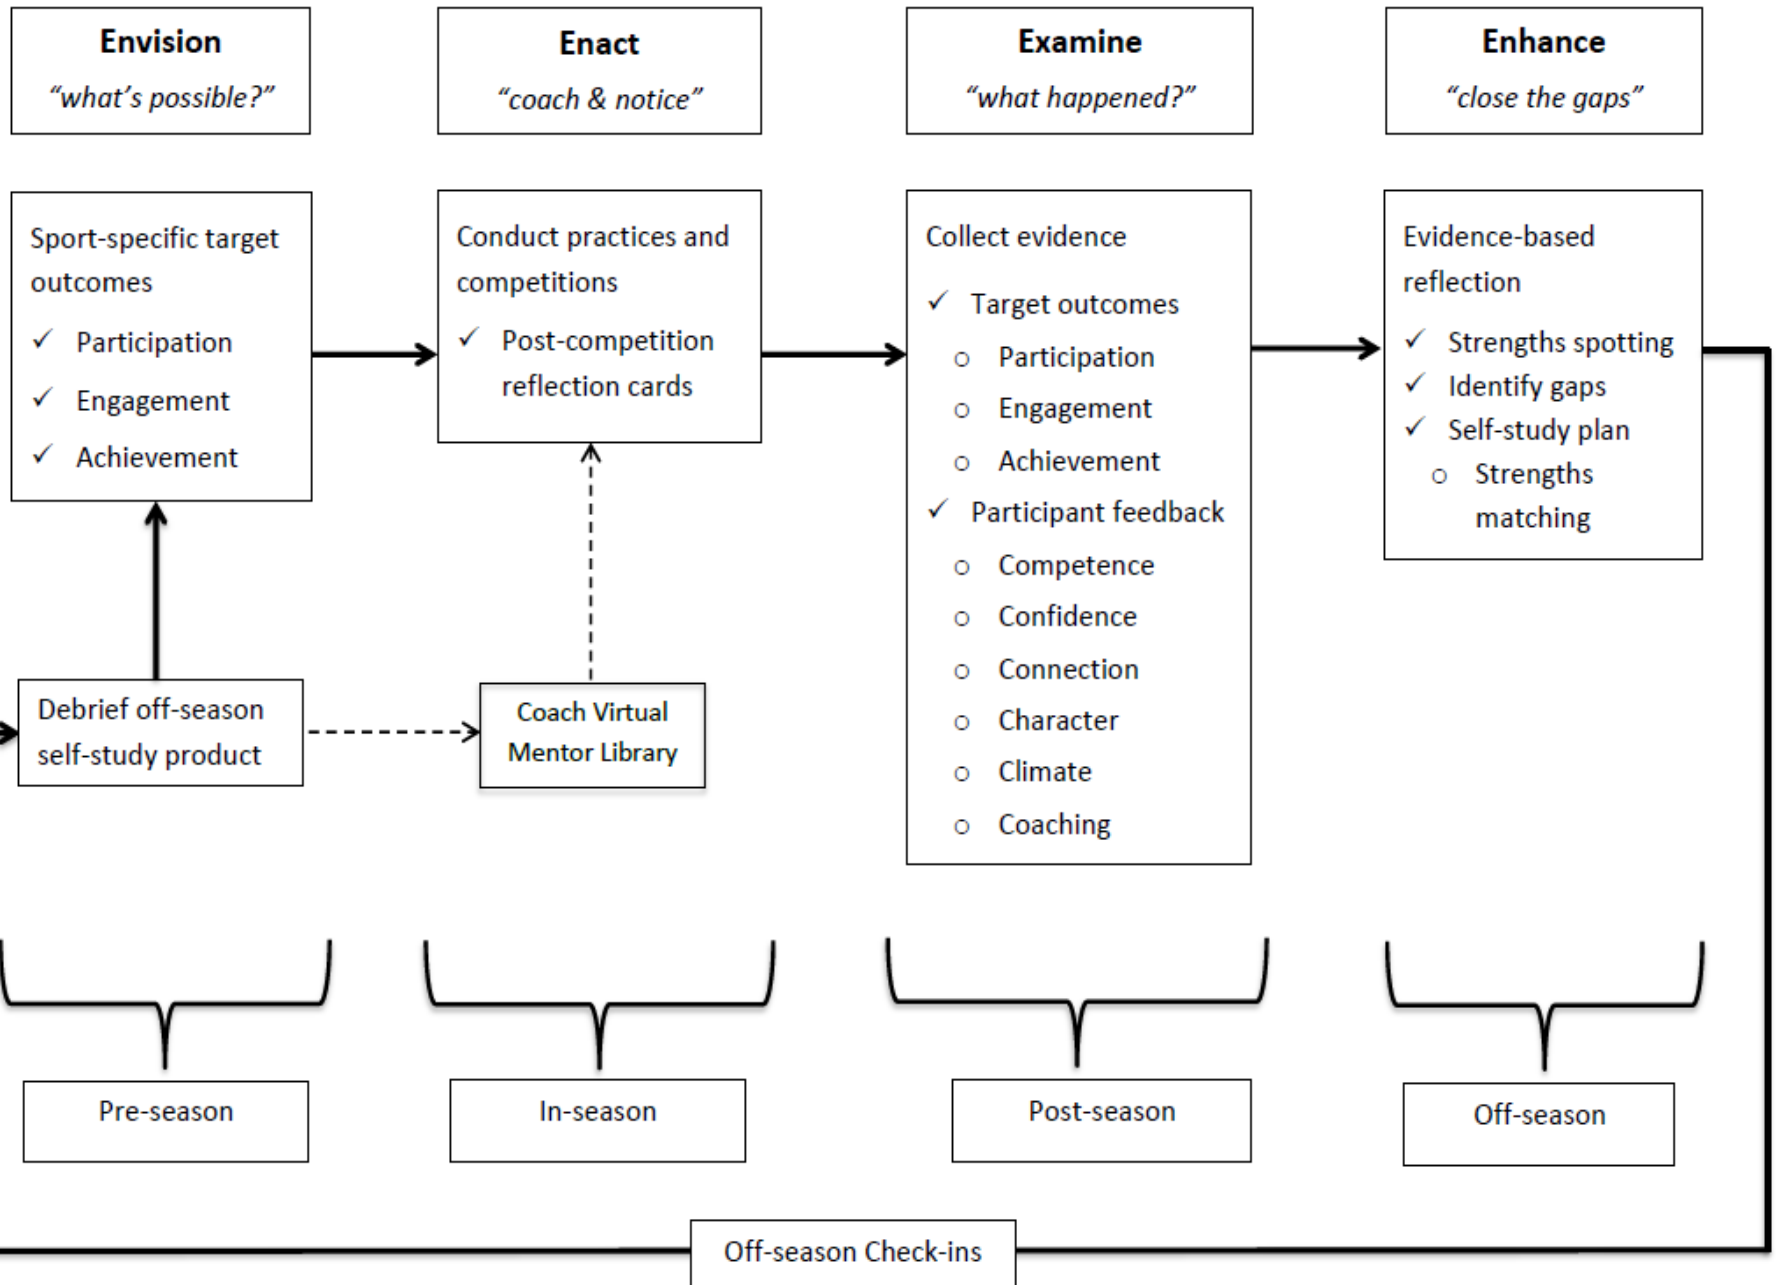 Envision
“what’s possible?”
Enact
“coach & notice”
Examine
“what happened?”
Enhance
“close the gaps”
Sport-specific target
outcomes
✓ Participation
✓ Engagement
✓ Achievement
Conduct practices and
competitions
✓ Post-competition
reflection cards
Collect evidence
✓ Target outcomes
o Participation
o Engagement
o Achievement
✓ Participant feedback
o Competence
o Confidence
o Connection
o Character
o Climate
o Coaching
Evidence-based
reflection
✓ Strengths spotting
✓ Identify gaps
✓ Self-study plan
o Strengths
matching
Debrief off-season
self-study product
Coach Virtual
Mentor Library
Pre-season
In-season
Post-season
Off-season
Off-season Check-ins